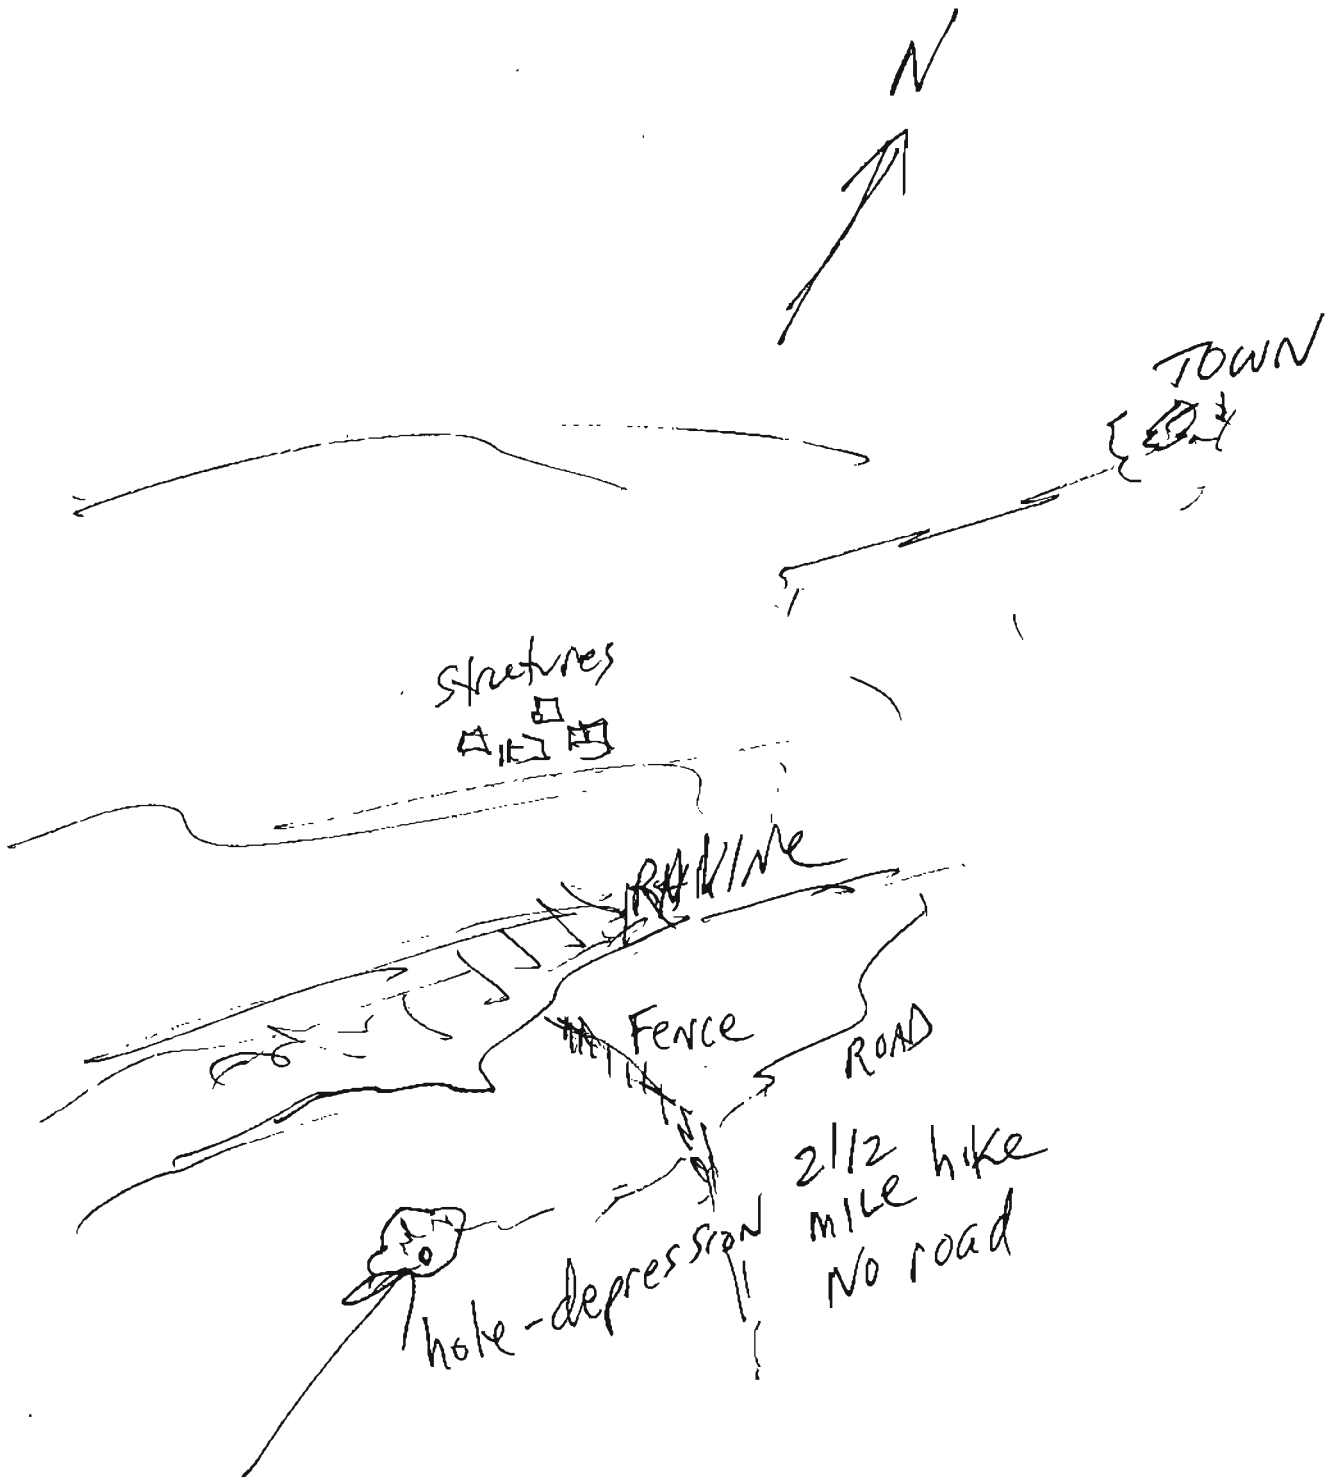 N
TOWN
structures
RAVINE
FENCE
ROAD
2 1/2
mile hike
No road
hole-depression